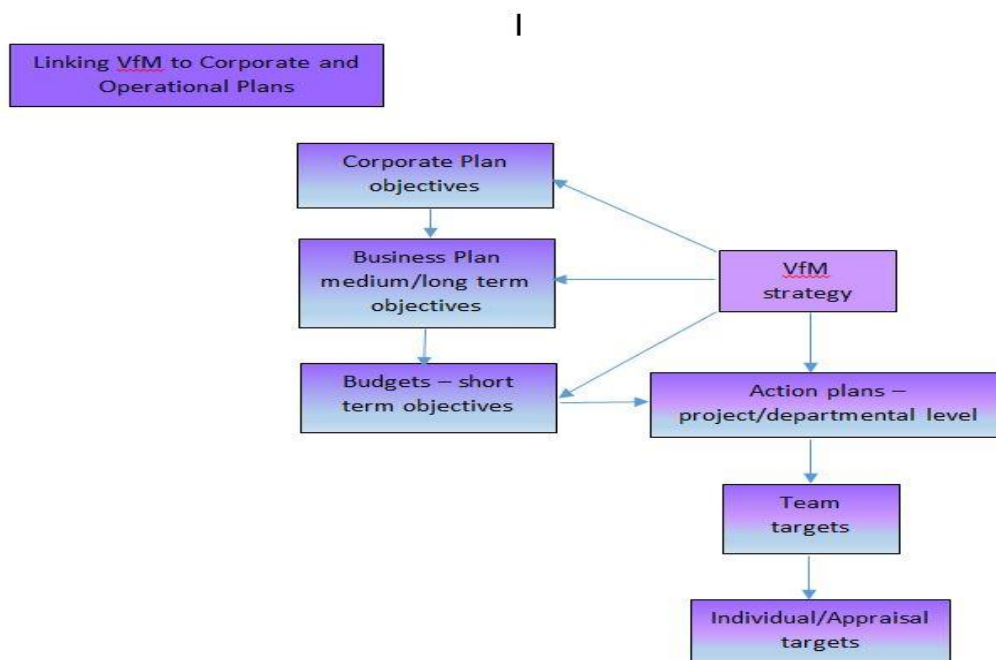 Linking VfM to Corporate and
Operational Plans
Corporate Plan
objectives
Business Plan
medium/long term
objectives
VfM
strategy
Budgets – short
term objectives
Action plans –
project/departmental level
Team
targets
Individual/Appraisal
targets